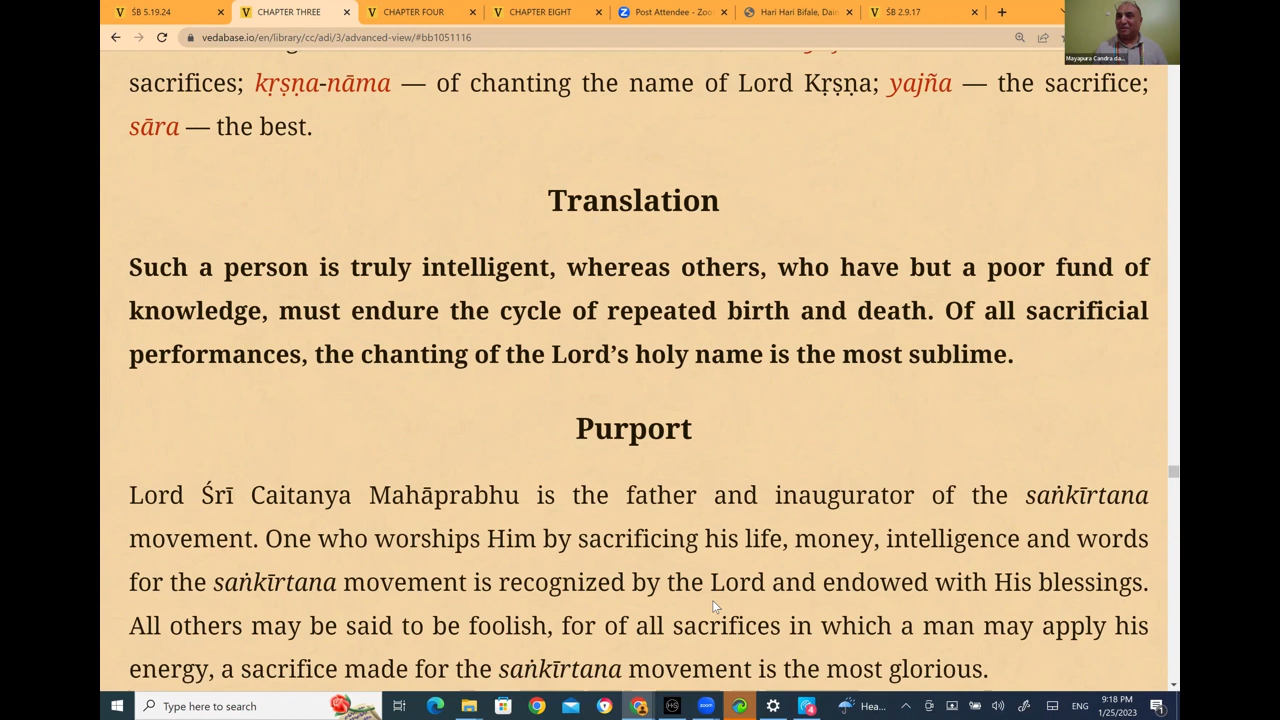 ŚB 5.19.24
CHAPTER THREE
CHAPTER FOUR
CHAPTER EIGHT
Post Attendee - Zoo
Hari Hari Bifale, Dain
ŚB 2.9.17
vedabase.io/en/library/cc/adi/3/advanced-view/#bb1051116
Mayapura Candra da...
sacrifices; kṛṣṇa-nāma — of chanting the name of Lord Kṛṣṇa; yajña — the sacrifice;
sāra — the best.
Translation
Such a person is truly intelligent, whereas others, who have but a poor fund of
knowledge, must endure the cycle of repeated birth and death. Of all sacrificial
performances, the chanting of the Lord’s holy name is the most sublime.
Purport
Lord Śrī Caitanya Mahāprabhu is the father and inaugurator of the saṅkīrtana
movement. One who worships Him by sacrificing his life, money, intelligence and words
for the saṅkīrtana movement is recognized by the Lord and endowed with His blessings.
All others may be said to be foolish, for of all sacrifices in which a man may apply his
energy, a sacrifice made for the saṅkīrtana movement is the most glorious.
Type here to search
zoom
Hea...
ENG
9:18 PM
1/25/2023